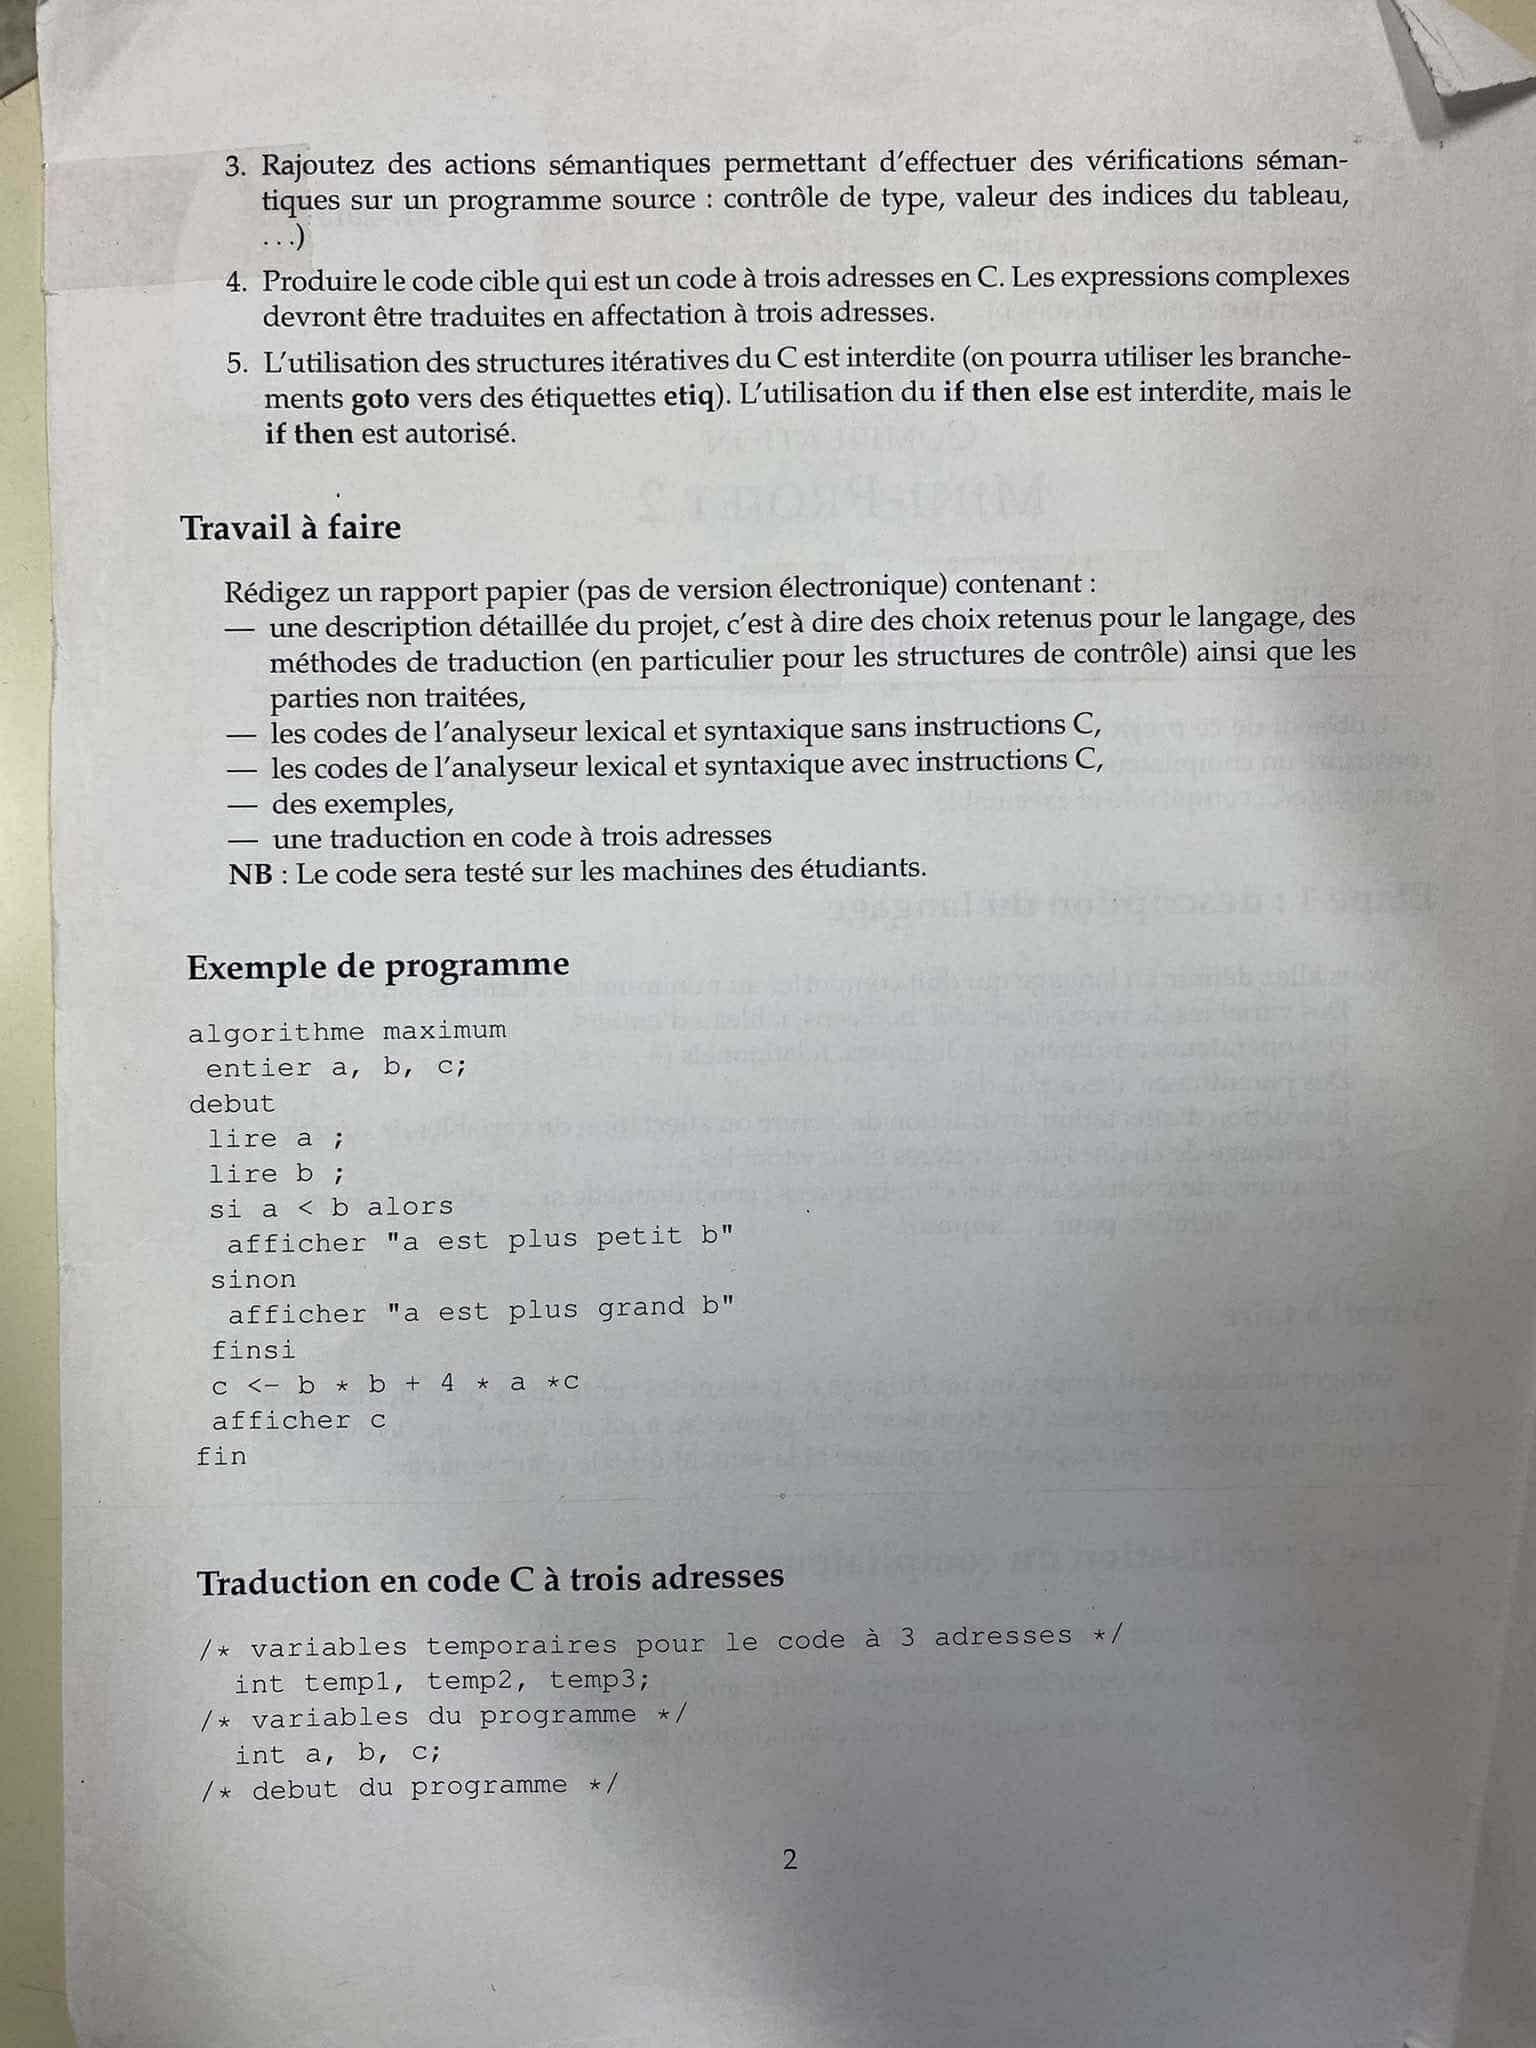 3. Rajoutez des actions sémantiques permettant d'effectuer des vérifications séman-
tiques sur un programme source : contrôle de type, valeur des indices du tableau,
...)
4. Produire le code cible qui est un code à trois adresses en C. Les expressions complexes
devront être traduites en affectation à trois adresses.
5. L'utilisation des structures itératives du C est interdite (on pourra utiliser les branche-
ments goto vers des étiquettes etiq). L'utilisation du if then else est interdite, mais le
if then est autorisé.
Travail à faire
Rédigez un rapport papier (pas de version électronique) contenant :
— une description détaillée du projet, c'est à dire des choix retenus pour le langage, des
méthodes de traduction (en particulier pour les structures de contrôle) ainsi que les
parties non traitées,
— les codes de l'analyseur lexical et syntaxique sans instructions C,
— les codes de l'analyseur lexical et syntaxique avec instructions C,
— des exemples,
— une traduction en code à trois adresses
NB : Le code sera testé sur les machines des étudiants.
Exemple de programme
algorithme maximum
entier a, b, c;
debut
lire a ;
lire b ;
si a < b alors
afficher "a est plus petit b"
sinon
afficher "a est plus grand b"
finsi
c <- b * b + 4 * a *c
afficher c
fin
Traduction en code C à trois adresses
/* variables temporaires pour le code à 3 adresses */
int temp1, temp2, temp3;
/* variables du programme */
int a, b, c;
/* debut du programme */
2